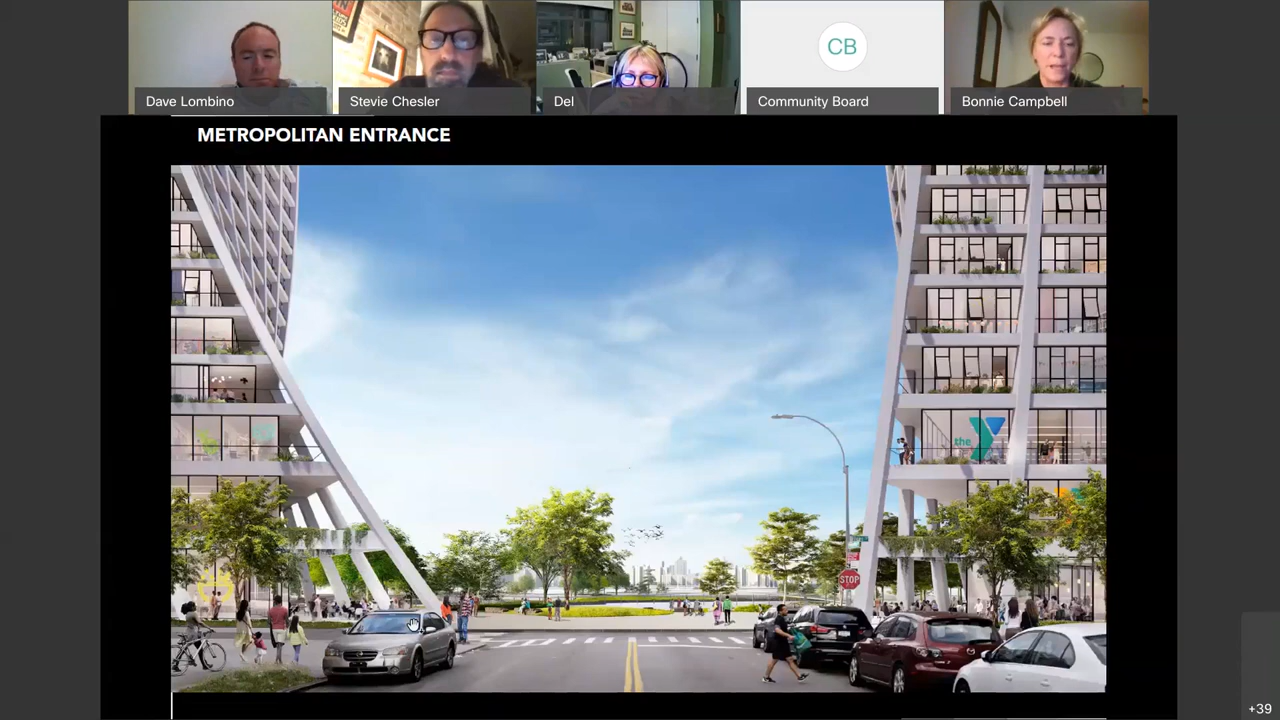 Dave Lombino
Stevie Chesler
Del
CB
Community Board
Bonnie Campbell
METROPOLITAN ENTRANCE
the Y
STOP
+39